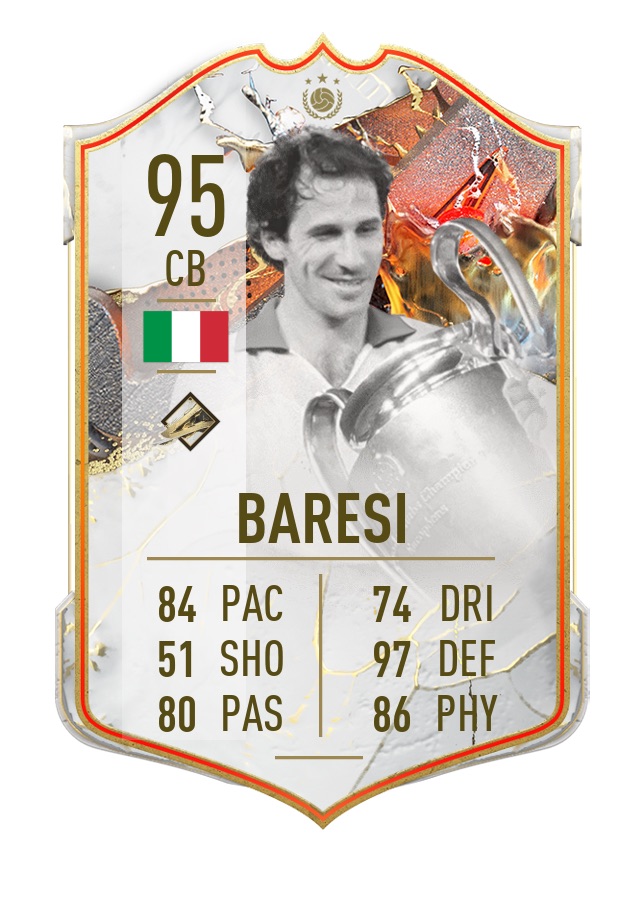 95
CB
BARESI
84 PAC
51 SHO
80 PAS
74 DRI
97 DEF
86 PHY